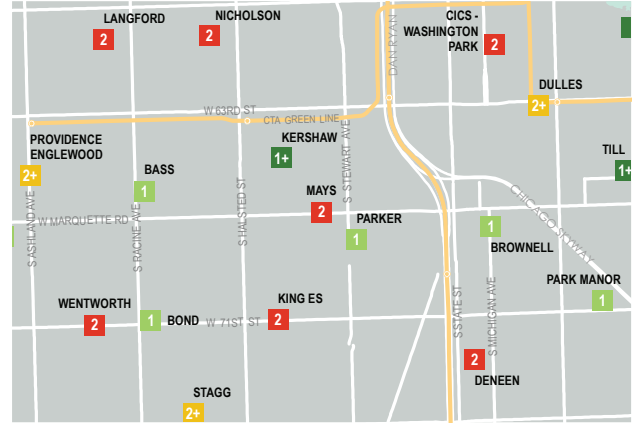 LANGFORD
2
NICHOLSON
2
CICS -
WASHINGTON
PARK
2
DAN RYAN
DULLES
2+
W 63RD ST
CTA GREEN LINE
PROVIDENCE
ENGLEWOOD
2+
KERSHAW
1+
S STEWART AVE
TILL
1+
BASS
1
MAYS
2
S HALSTED ST
S ASHLAND AVE
W MARQUETTE RD
S RACINE AVE
PARKER
1
1
BROWNELL
CHICAGO SKYWAY
PARK MANOR
1
WENTWORTH
2
1
BOND
W 71ST ST
KING ES
2
S STATE ST
S MICHIGAN AVE
2
DENEEN
STAGG
2+